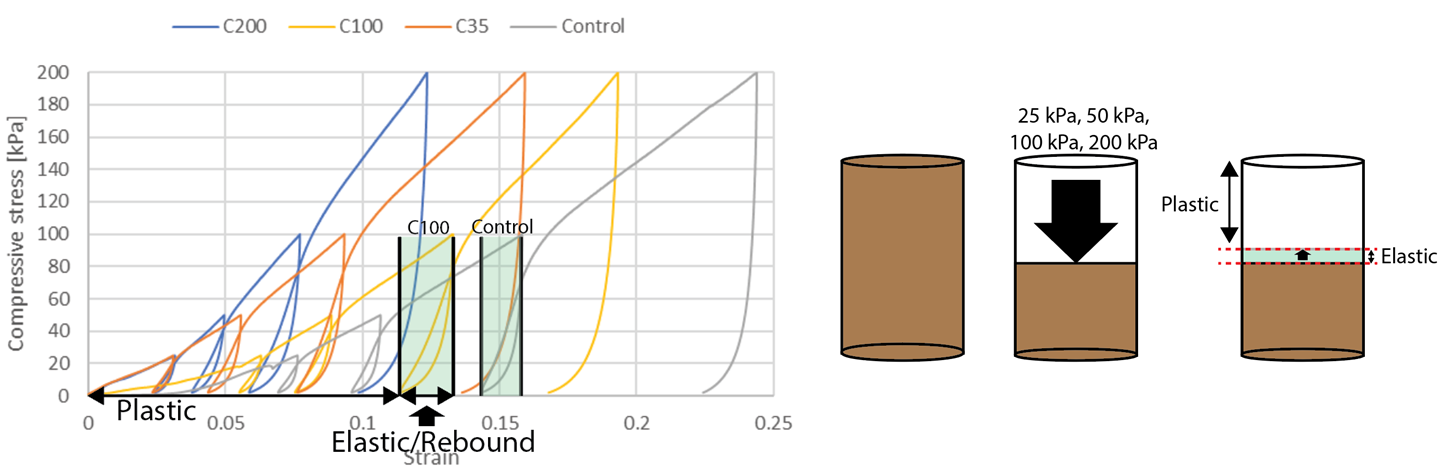 C200
C100
C35
Control
Compressive stress [kPa]
200
180
160
140
120
100
80
60
40
20
0
C100
Control
Plastic
0
0.05
0.1
0.15
0.2
0.25
Elastic/Rebound
Strain
25 kPa, 50 kPa,
100 kPa, 200 kPa
Plastic
Elastic